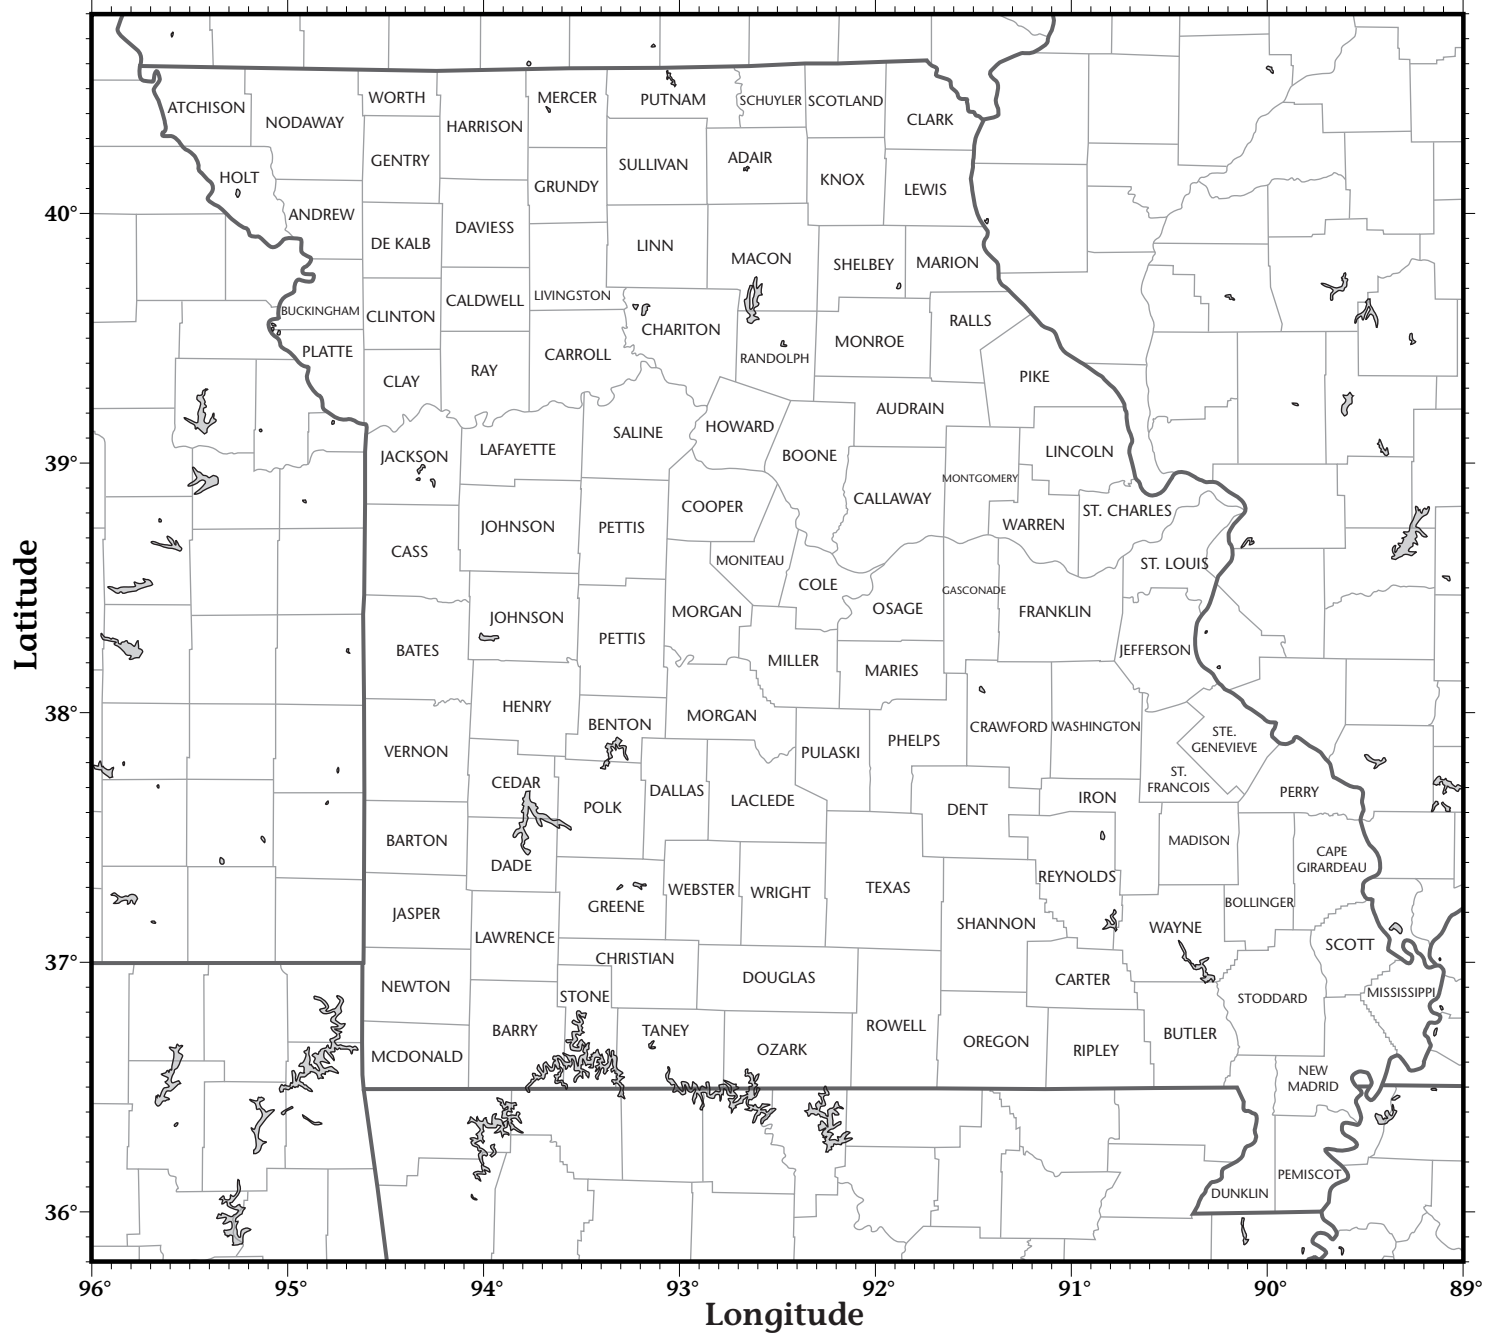 ATCHISON
NODAWAY
WORTH
HARRISON
MERCER
PUTNAM
SCHUYLER
SCOTLAND
CLARK
GENTRY
SULLIVAN
ADAIR
HOLT
GRUNDY
KNOX
LEWIS
40°
ANDREW
DE KALB
DAVIESS
LINN
MACON
SHELBEY
MARION
BUCKINGHAM
CLINTON
CALDWELL
LIVINGSTON
CHARITON
RANDOLPH
MONROE
RALLS
PLATTE
CLAY
RAY
CARROLL
PIKE
AUDRAIN
HOWARD
SALINE
LAFAYETTE
39°
JACKSON
BOONE
LINCOLN
MONTGOMERY
CALLAWAY
COOPER
WARREN
ST. CHARLES
CASS
JOHNSON
PETTIS
MONITEAU
COLE
ST. LOUIS
GASCONADE
Latitude
JOHNSON
MORGAN
OSAGE
FRANKLIN
BATES
PETTIS
MILLER
MARIES
JEFFERSON
38°
HENRY
BENTON
MORGAN
CRAWFORD
WASHINGTON
STE.
GENEVIEVE
VERNON
PULASKI
PHELPS
CEDAR
POLK
DALLAS
LACLEDE
DENT
IRON
ST.
FRANCOIS
PERRY
BARTON
MADISON
DADE
CAPE
GIRARDEAU
WEBSTER
WRIGHT
TEXAS
REYNOLDS
JASPER
GREENE
SHANNON
BOLLINGER
LAWRENCE
WAYNE
SCOTT
37°
CHRISTIAN
NEWTON
STONE
DOUGLAS
CARTER
STODDARD
MISSISSIPPI
BARRY
TANEY
ROWELL
BUTLER
MCDONALD
OZARK
OREGON
RIPLEY
NEW
MADRID
36°
DUNKLIN
PEMISCOT
96°
95°
94°
93°
92°
91°
90°
89°
Longitude